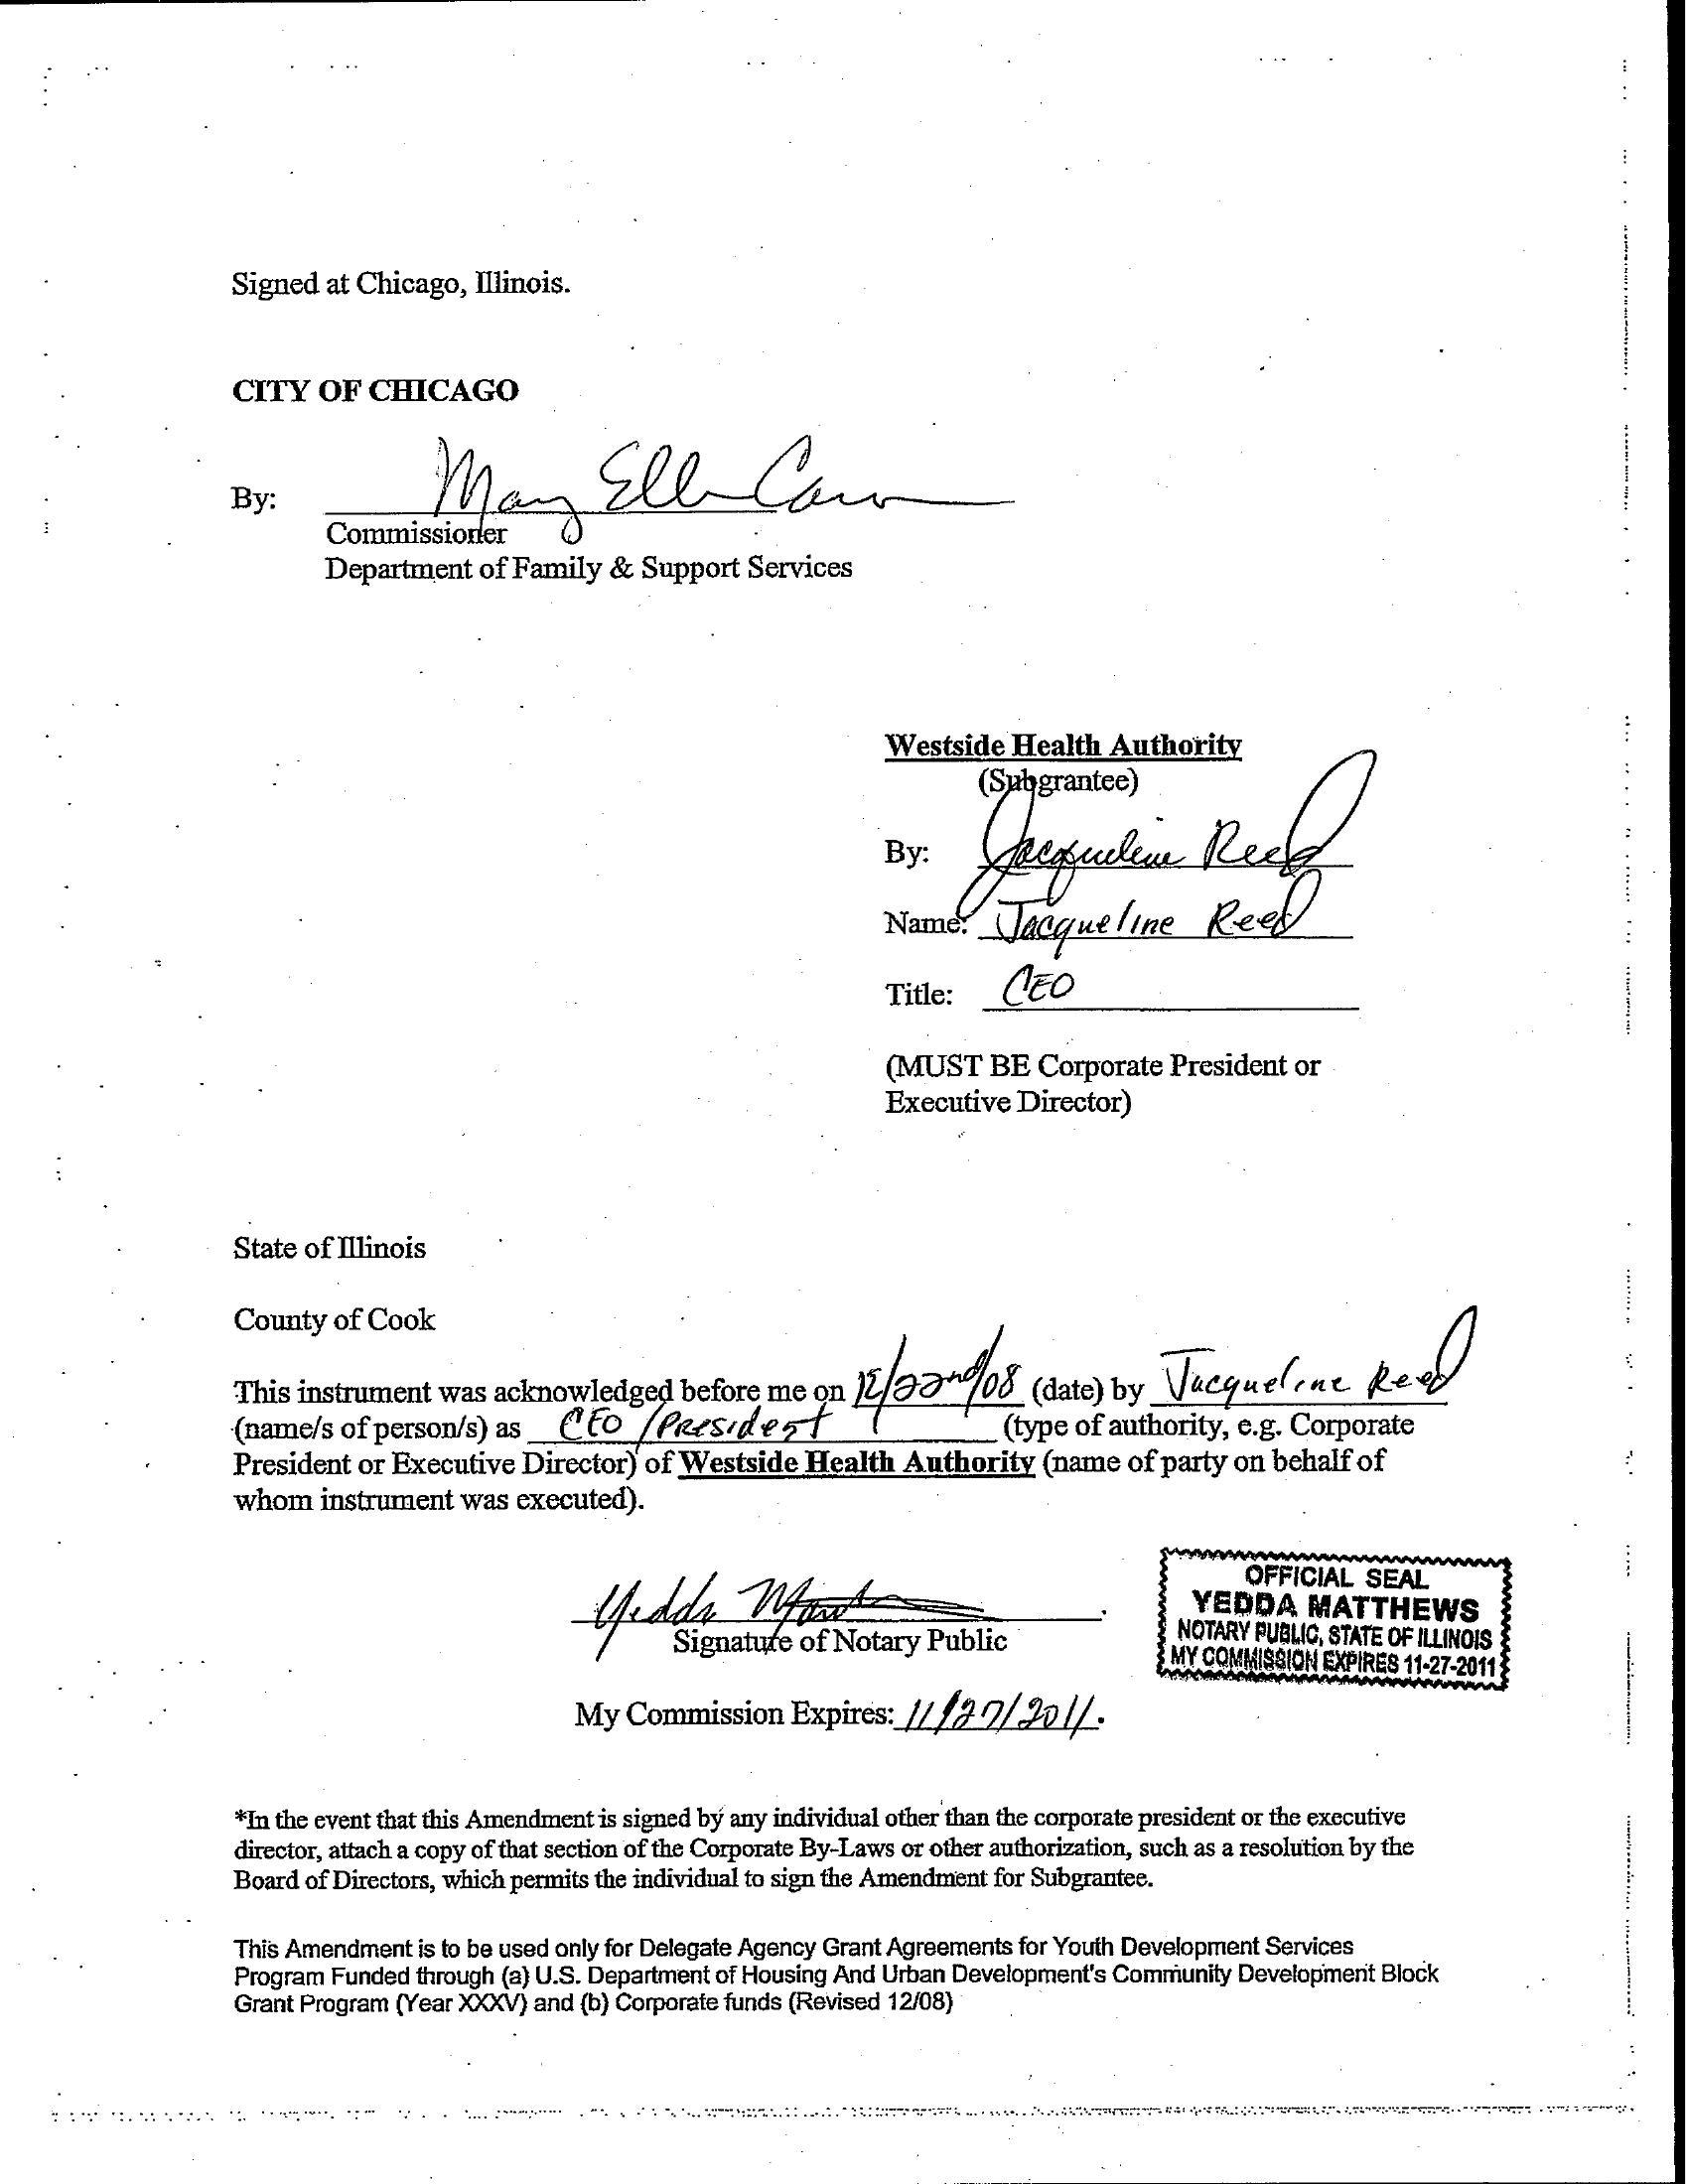 Signed at Chicago, Illinois.
CITY OF CHICAGO
By: Mary Ellen Caron
Commissioner
Department of Family & Support Services
Westside Health Authority
(Subgrantee)
By: Jacqueline Reed
Name: Jacqueline Reed
Title: CEO
(MUST BE Corporate President or
Executive Director)
State of Illinois
County of Cook
This instrument was acknowledged before me on 12/22nd/08 (date) by Jacqueline Reed
(name/s of person/s) as CEO/President (type of authority, e.g. Corporate
President or Executive Director) of Westside Health Authority (name of party on behalf of
whom instrument was executed).
Yedda Matthews
Signature of Notary Public
OFFICIAL SEAL
YEDDA MATTHEWS
NOTARY PUBLIC, STATE OF ILLINOIS
MY COMMISSION EXPIRES 11-27-2011
My Commission Expires: 11/27/2011.
*In the event that this Amendment is signed by any individual other than the corporate president or the executive
director, attach a copy of that section of the Corporate By-Laws or other authorization, such as a resolution by the
Board of Directors, which permits the individual to sign the Amendment for Subgrantee.
This Amendment is to be used only for Delegate Agency Grant Agreements for Youth Development Services
Program Funded through (a) U.S. Department of Housing And Urban Development's Community Development Block
Grant Program (Year XXXV) and (b) Corporate funds (Revised 12/08)